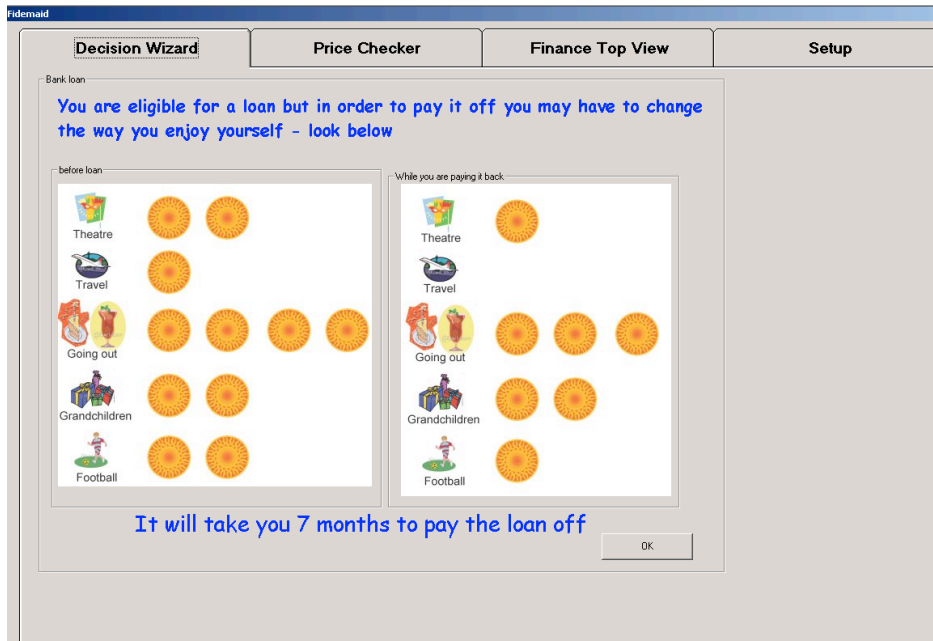 Fidemaid
Decision Wizard
Price Checker
Finance Top View
Setup
Bank loan
You are eligible for a loan but in order to pay it off you may have to change
the way you enjoy yourself - look below
before loan
Theatre
Travel
Going out
Grandchildren
Football
While you are paying it back
Theatre
Travel
Going out
Grandchildren
Football
It will take you 7 months to pay the loan off
OK